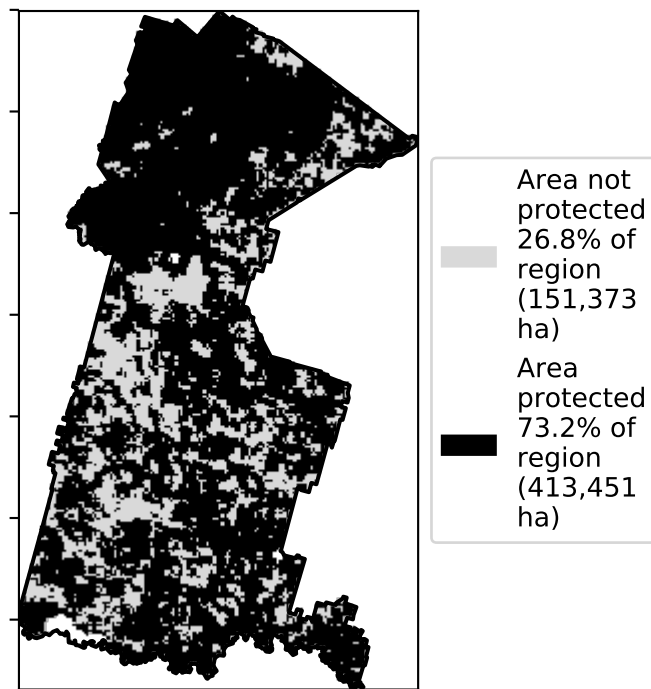 Area not
protected
26.8% of
region
(151,373
ha)
Area
protected
73.2% of
region
(413,451
ha)